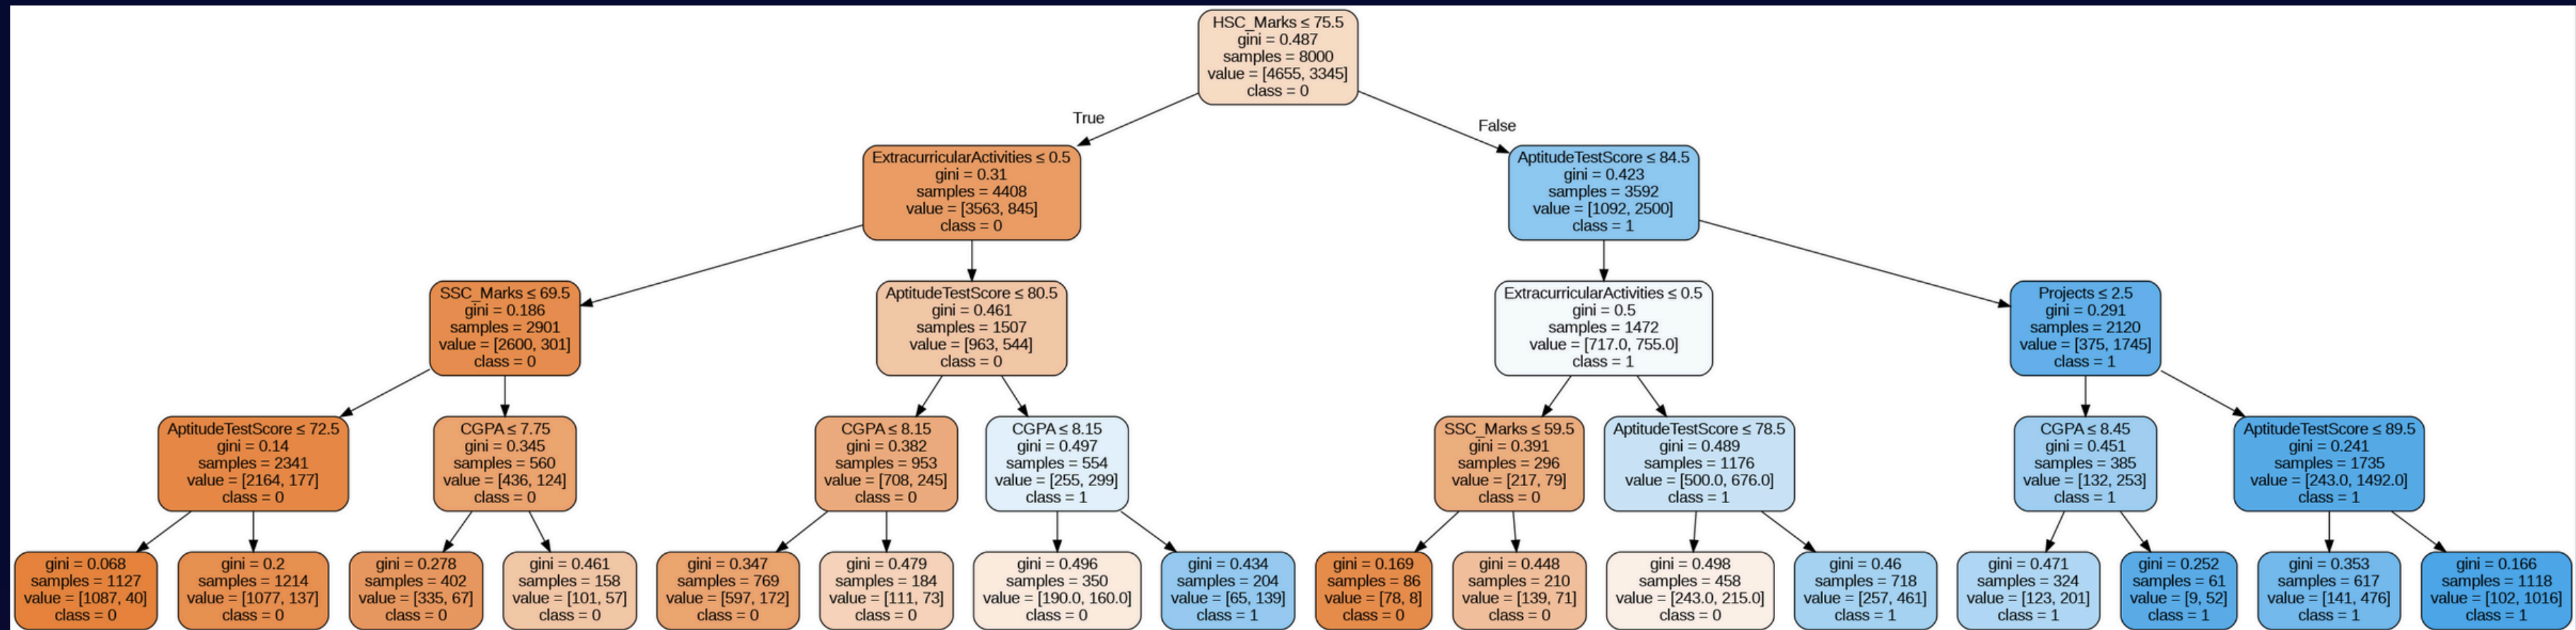 HSC_Marks ≤ 75.5
gini = 0.487
samples = 8000
value = [4655, 3345]
class = 0
True
False
ExtracurricularActivities ≤ 0.5
gini = 0.31
samples = 4408
value = [3563, 845]
class = 0
AptitudeTestScore ≤ 84.5
gini = 0.423
samples = 3592
value = [1092, 2500]
class = 1
SSC_Marks ≤ 69.5
gini = 0.186
samples = 2901
value = [2600, 301]
class = 0
AptitudeTestScore ≤ 80.5
gini = 0.461
samples = 1507
value = [963, 544]
class = 0
ExtracurricularActivities ≤ 0.5
gini = 0.5
samples = 1472
value = [717.0, 755.0]
class = 1
Projects ≤ 2.5
gini = 0.291
samples = 2120
value = [375, 1745]
class = 1
AptitudeTestScore ≤ 72.5
gini = 0.14
samples = 2341
value = [2164, 177]
class = 0
CGPA ≤ 7.75
gini = 0.345
samples = 560
value = [436, 124]
class = 0
CGPA ≤ 8.15
gini = 0.382
samples = 953
value = [708, 245]
class = 0
CGPA ≤ 8.15
gini = 0.497
samples = 554
value = [255, 299]
class = 1
SSC_Marks ≤ 59.5
gini = 0.391
samples = 296
value = [217, 79]
class = 0
AptitudeTestScore ≤ 78.5
gini = 0.489
samples = 1176
value = [500.0, 676.0]
class = 1
CGPA ≤ 8.45
gini = 0.451
samples = 385
value = [132, 253]
class = 1
AptitudeTestScore ≤ 89.5
gini = 0.241
samples = 1735
value = [243.0, 1492.0]
class = 1
gini = 0.068
samples = 1127
value = [1087, 40]
class = 0
gini = 0.2
samples = 1214
value = [1077, 137]
class = 0
gini = 0.278
samples = 402
value = [335, 67]
class = 0
gini = 0.461
samples = 158
value = [101, 57]
class = 0
gini = 0.347
samples = 769
value = [597, 172]
class = 0
gini = 0.479
samples = 184
value = [111, 73]
class = 0
gini = 0.496
samples = 350
value = [190.0, 160.0]
class = 0
gini = 0.434
samples = 204
value = [65, 139]
class = 1
gini = 0.169
samples = 86
value = [78, 8]
class = 0
gini = 0.448
samples = 210
value = [139, 71]
class = 0
gini = 0.498
samples = 458
value = [243.0, 215.0]
class = 0
gini = 0.46
samples = 718
value = [257, 461]
class = 1
gini = 0.471
samples = 324
value = [123, 201]
class = 1
gini = 0.252
samples = 61
value = [9, 52]
class = 1
gini = 0.353
samples = 617
value = [141, 476]
class = 1
gini = 0.166
samples = 1118
value = [102, 1016]
class = 1